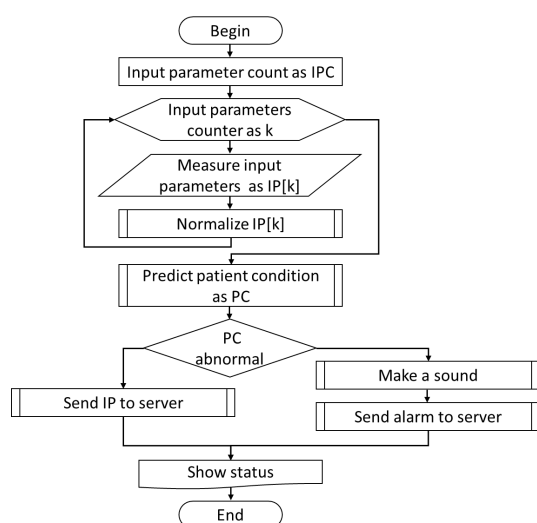 Begin
Input parameter count as IPC
Input parameters
counter as k
Measure input
parameters as IP[k]
Normalize IP[k]
Predict patient condition
as PC
PC
abnormal
Make a sound
Send IP to server
Send alarm to server
Show status
End